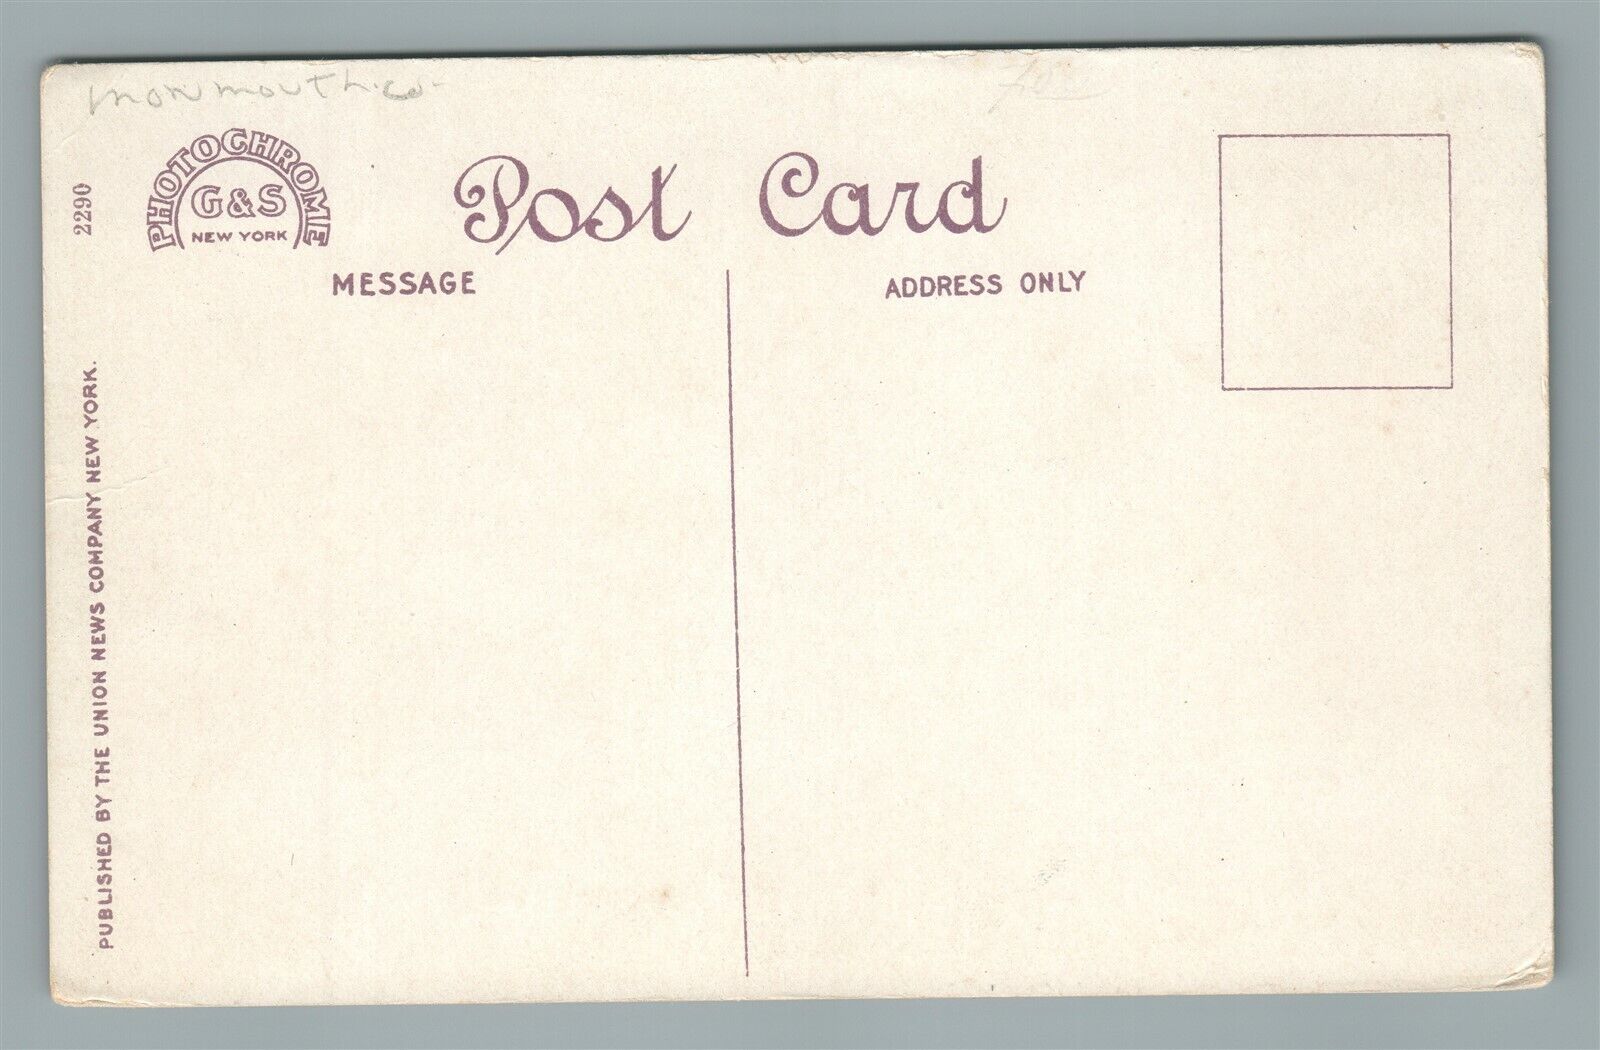 monmouth.co.
PHOTOCHROME
G&S
NEW YORK
2290
Post Card
MESSAGE
ADDRESS ONLY
PUBLISHED BY THE UNION NEWS COMPANY NEW YORK.